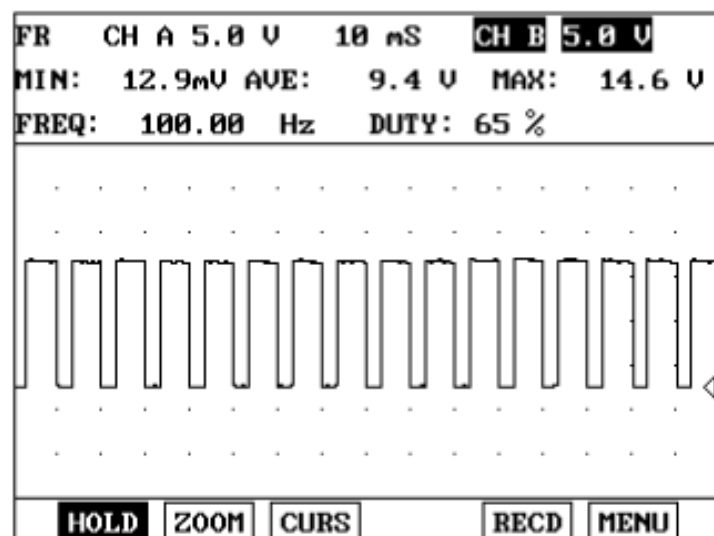 FR CH A 5.0 V 10 mS CH B 5.0 V
MIN: 12.9mV AVE: 9.4 V MAX: 14.6 V
FREQ: 100.00 Hz DUTY: 65 %
HOLD ZOOM CURS RECD MENU